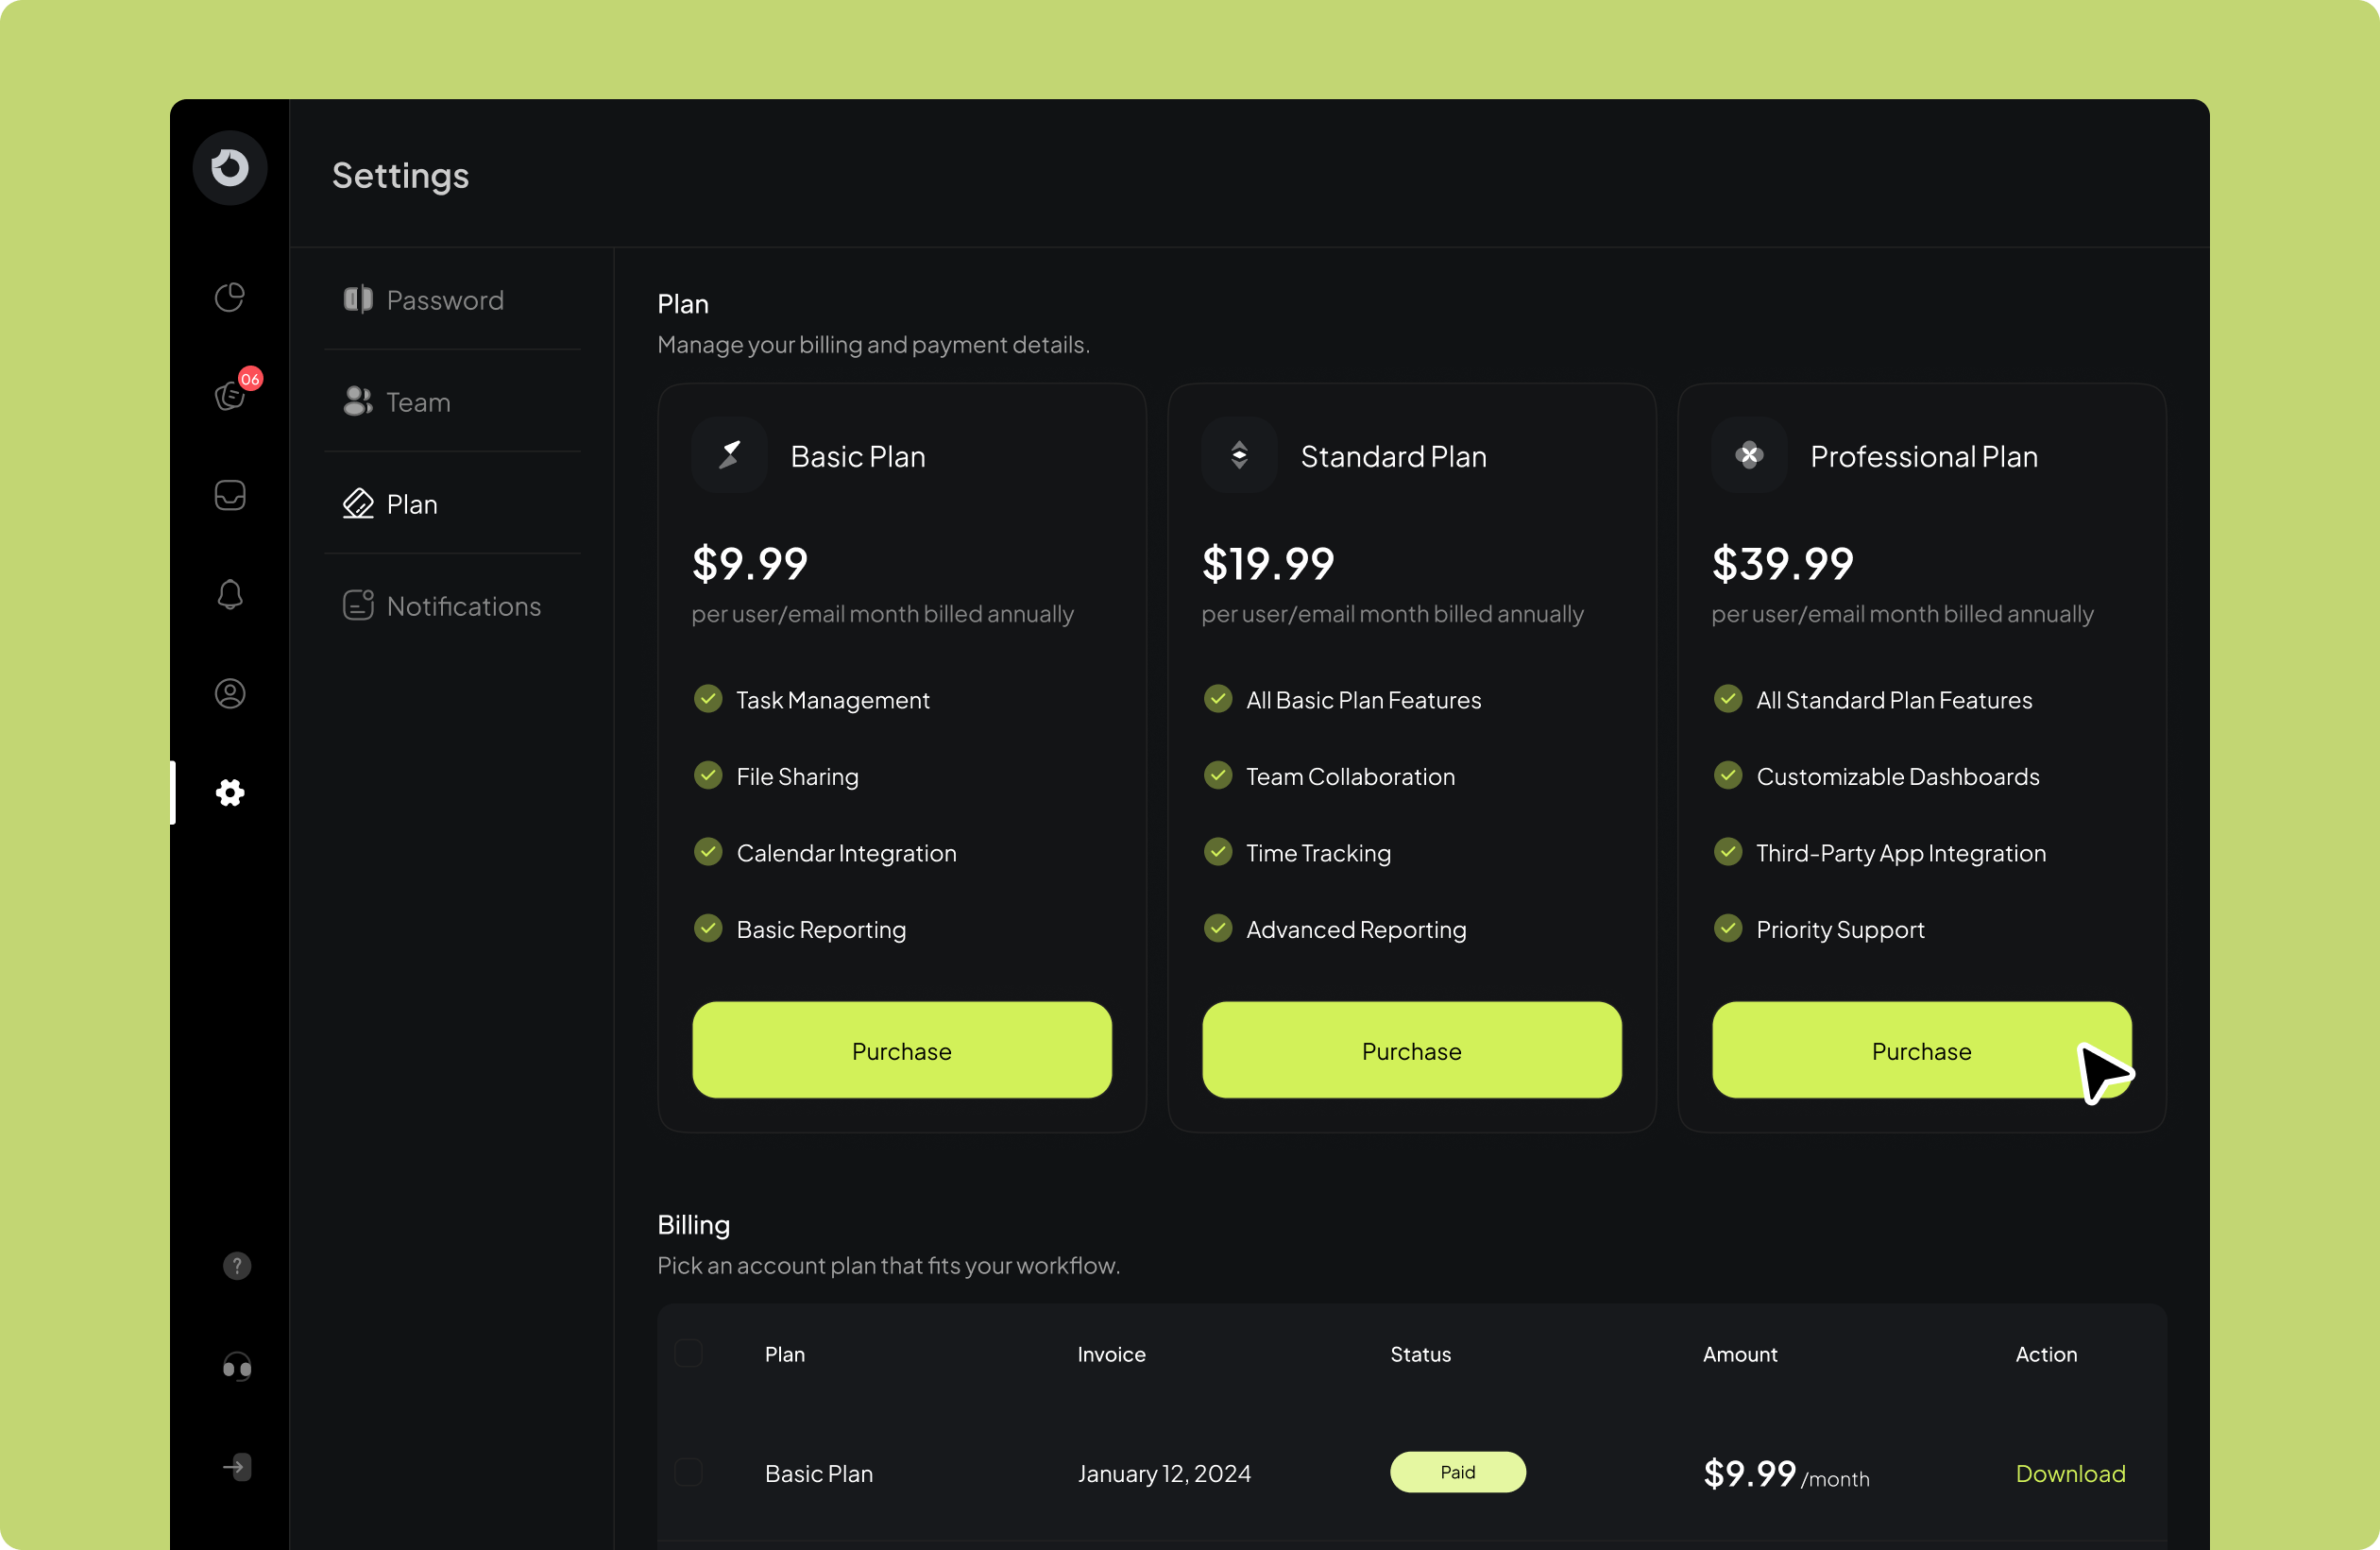 Settings
06
Password
Team
Plan
Notifications
Plan
Manage your billing and payment details.
Basic Plan
$9.99
per user/email month billed annually
Task Management
File Sharing
Calendar Integration
Basic Reporting
Purchase
Standard Plan
$19.99
per user/email month billed annually
All Basic Plan Features
Team Collaboration
Time Tracking
Advanced Reporting
Purchase
Professional Plan
$39.99
per user/email month billed annually
All Standard Plan Features
Customizable Dashboards
Third-Party App Integration
Priority Support
Purchase
Billing
Pick an account plan that fits your workflow.
Plan Invoice Status Amount Action
Basic Plan January 12, 2024 Paid $9.99 /month Download